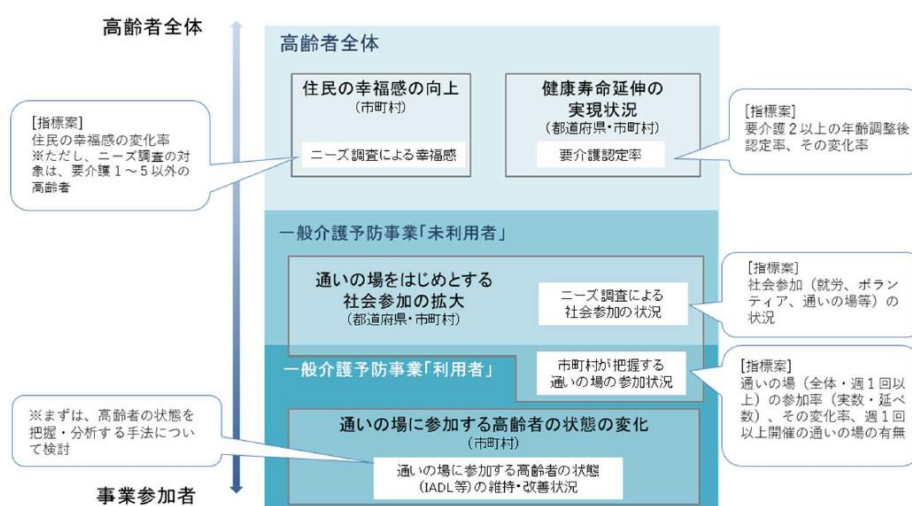 高齢者全体
高齢者全体
住民の幸福感の向上
(市町村)
ニーズ調査による幸福感
健康寿命延伸の
実現状況
(都道府県・市町村)
要介護認定率
[指標案]
住民の幸福感の変化率
※ただし、ニーズ調査の対
象は、要介護1~5以外の
高齢者
[指標案]
要介護2以上の年齢調整後
認定率、その変化率
一般介護予防事業「未利用者」
通いの場をはじめとする
社会参加の拡大
(都道府県・市町村)
ニーズ調査による
社会参加の状況
[指標案]
社会参加(就労、ボラン
ティア、通いの場等)の
状況
一般介護予防事業「利用者」
市町村が把握する
通いの場の参加状況
[指標案]
通いの場(全体・週1回以
上)の参加率(実数・延べ
数)、その変化率、週1回
以上開催の通いの場の有無
※まずは、高齢者の状態を
把握・分析する手法につい
て検討
通いの場に参加する高齢者の状態の変化
(市町村)
通いの場に参加する高齢者の状態
(IADL等)の維持・改善状況
事業参加者